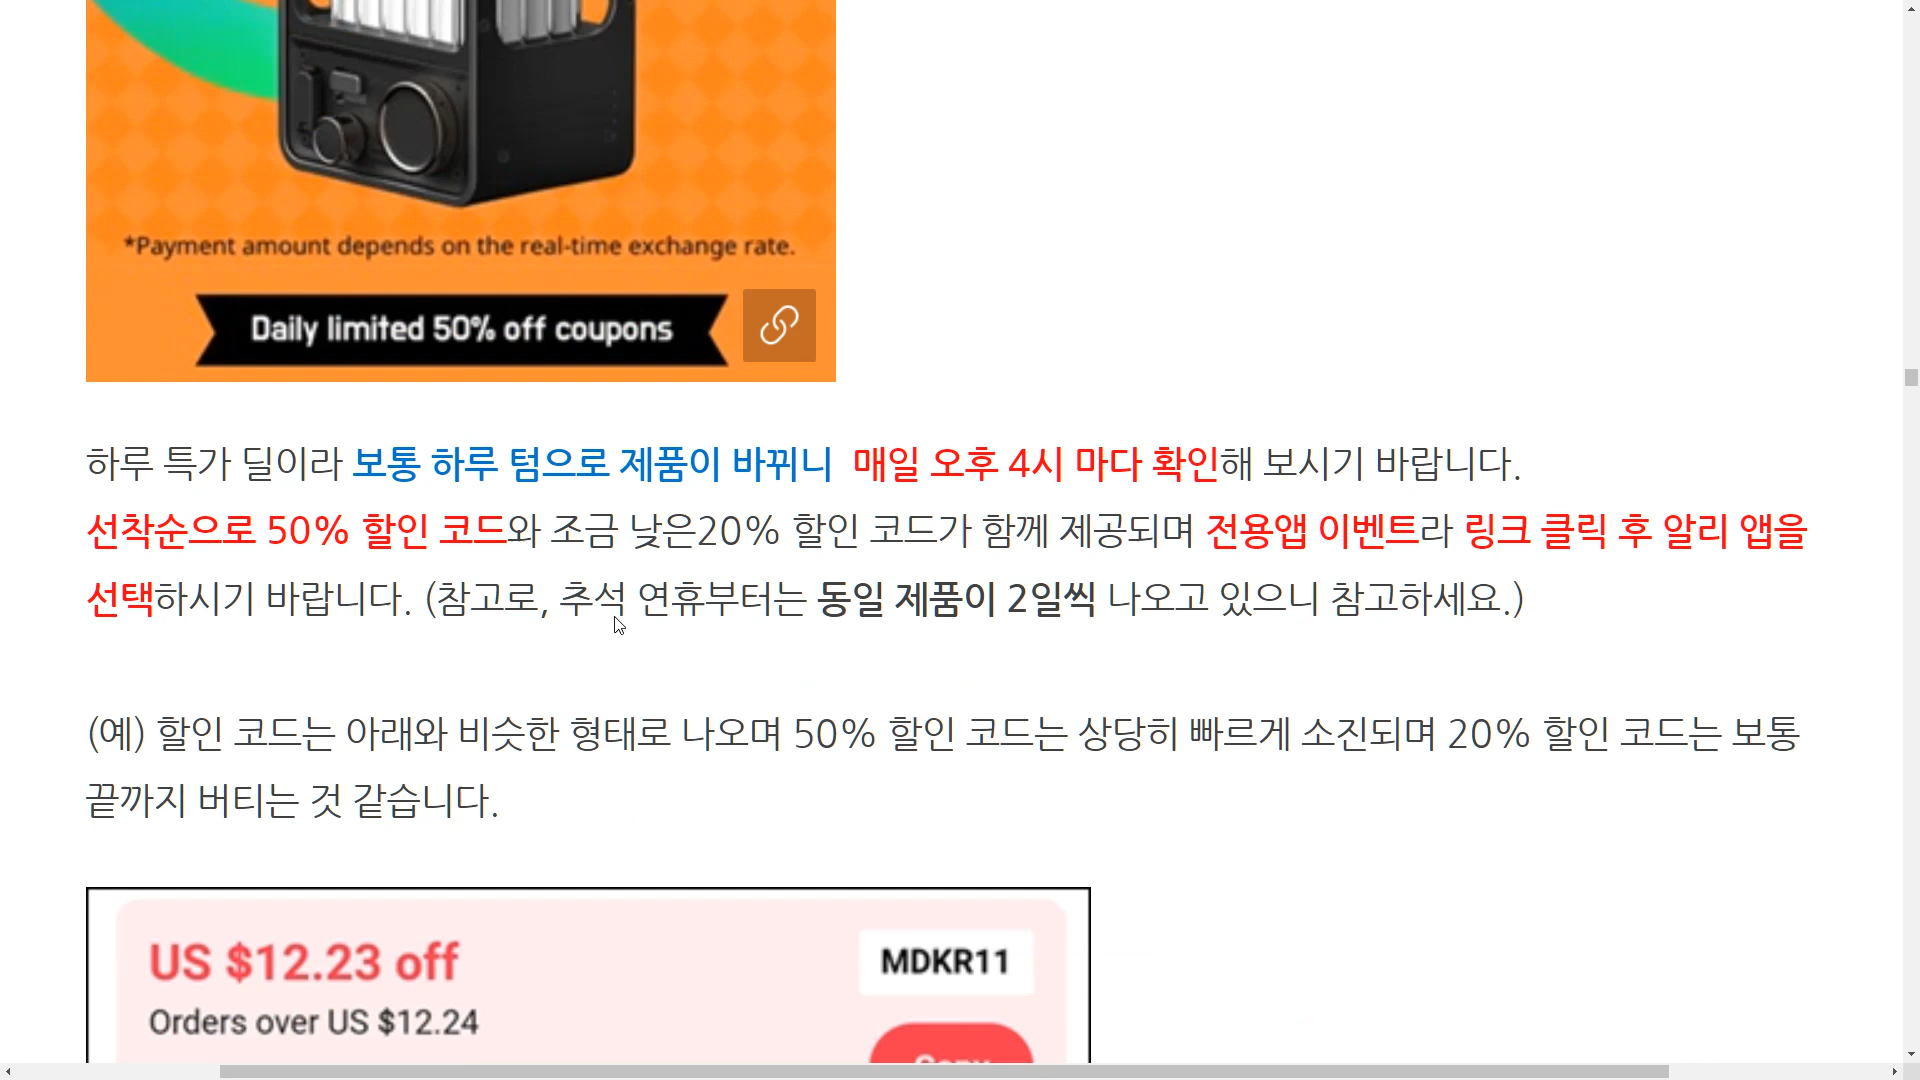 *Payment amount depends on the real-time exchange rate.
Daily limited 50% off coupons
하루 특가 딜이라 보통 하루 텀으로 제품이 바뀌니 매일 오후 4시 마다 확인해 보시기 바랍니다.
선착순으로 50% 할인 코드와 조금 낮은20% 할인 코드가 함께 제공되며 전용앱 이벤트라 링크 클릭 후 알리 앱을
선택하시기 바랍니다. (참고로, 추석 연휴부터는 동일 제품이 2일씩 나오고 있으니 참고하세요.)
(예) 할인 코드는 아래와 비슷한 형태로 나오며 50% 할인 코드는 상당히 빠르게 소진되며 20% 할인 코드는 보통
끝까지 버티는 것 같습니다.
US $12.23 off
MDKR11
Orders over US $12.24
Copy